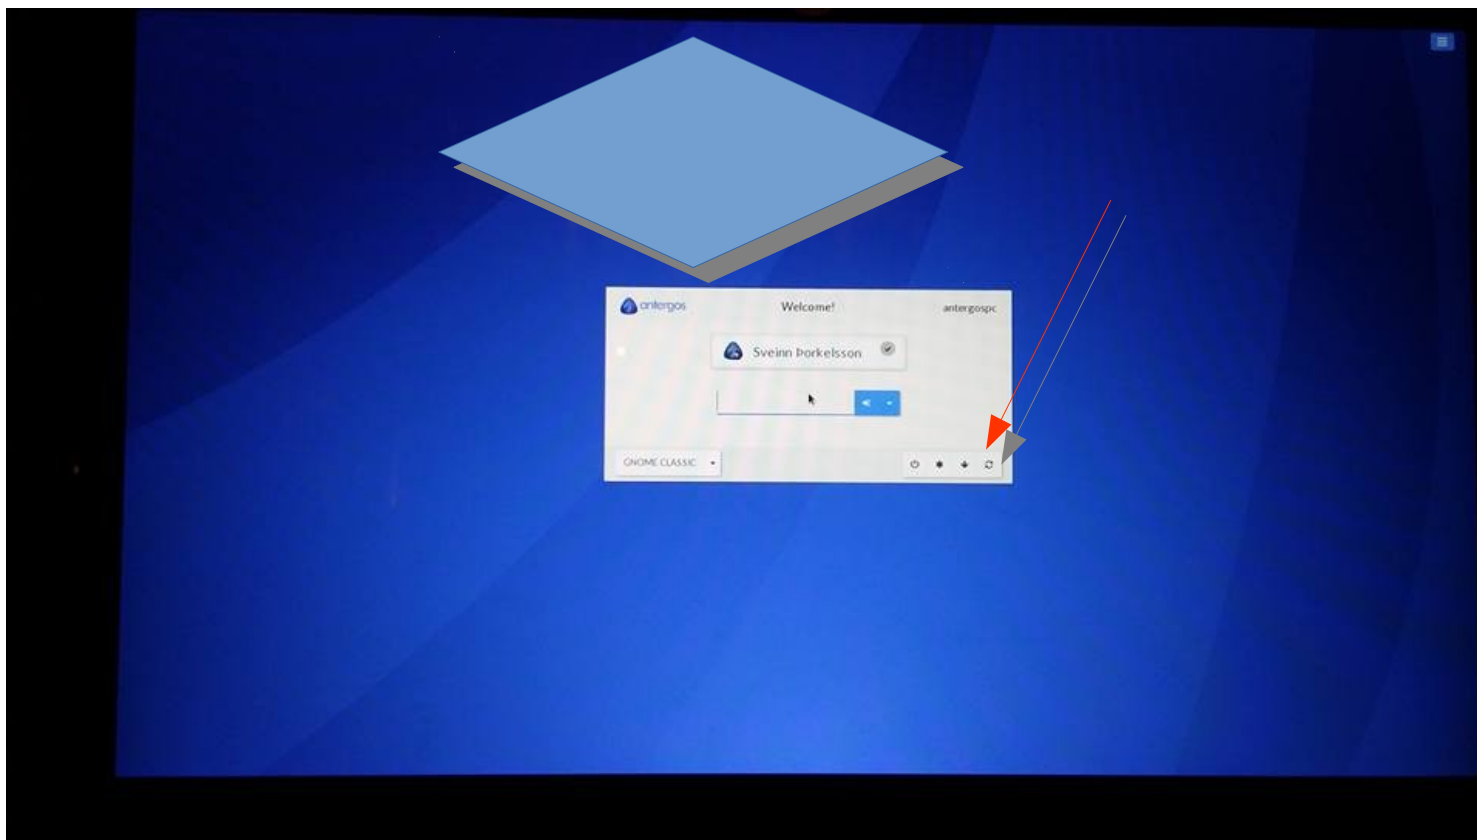 antergos
Welcome!
antergospc
Sveinn Þorkelsson
GNOME CLASSIC